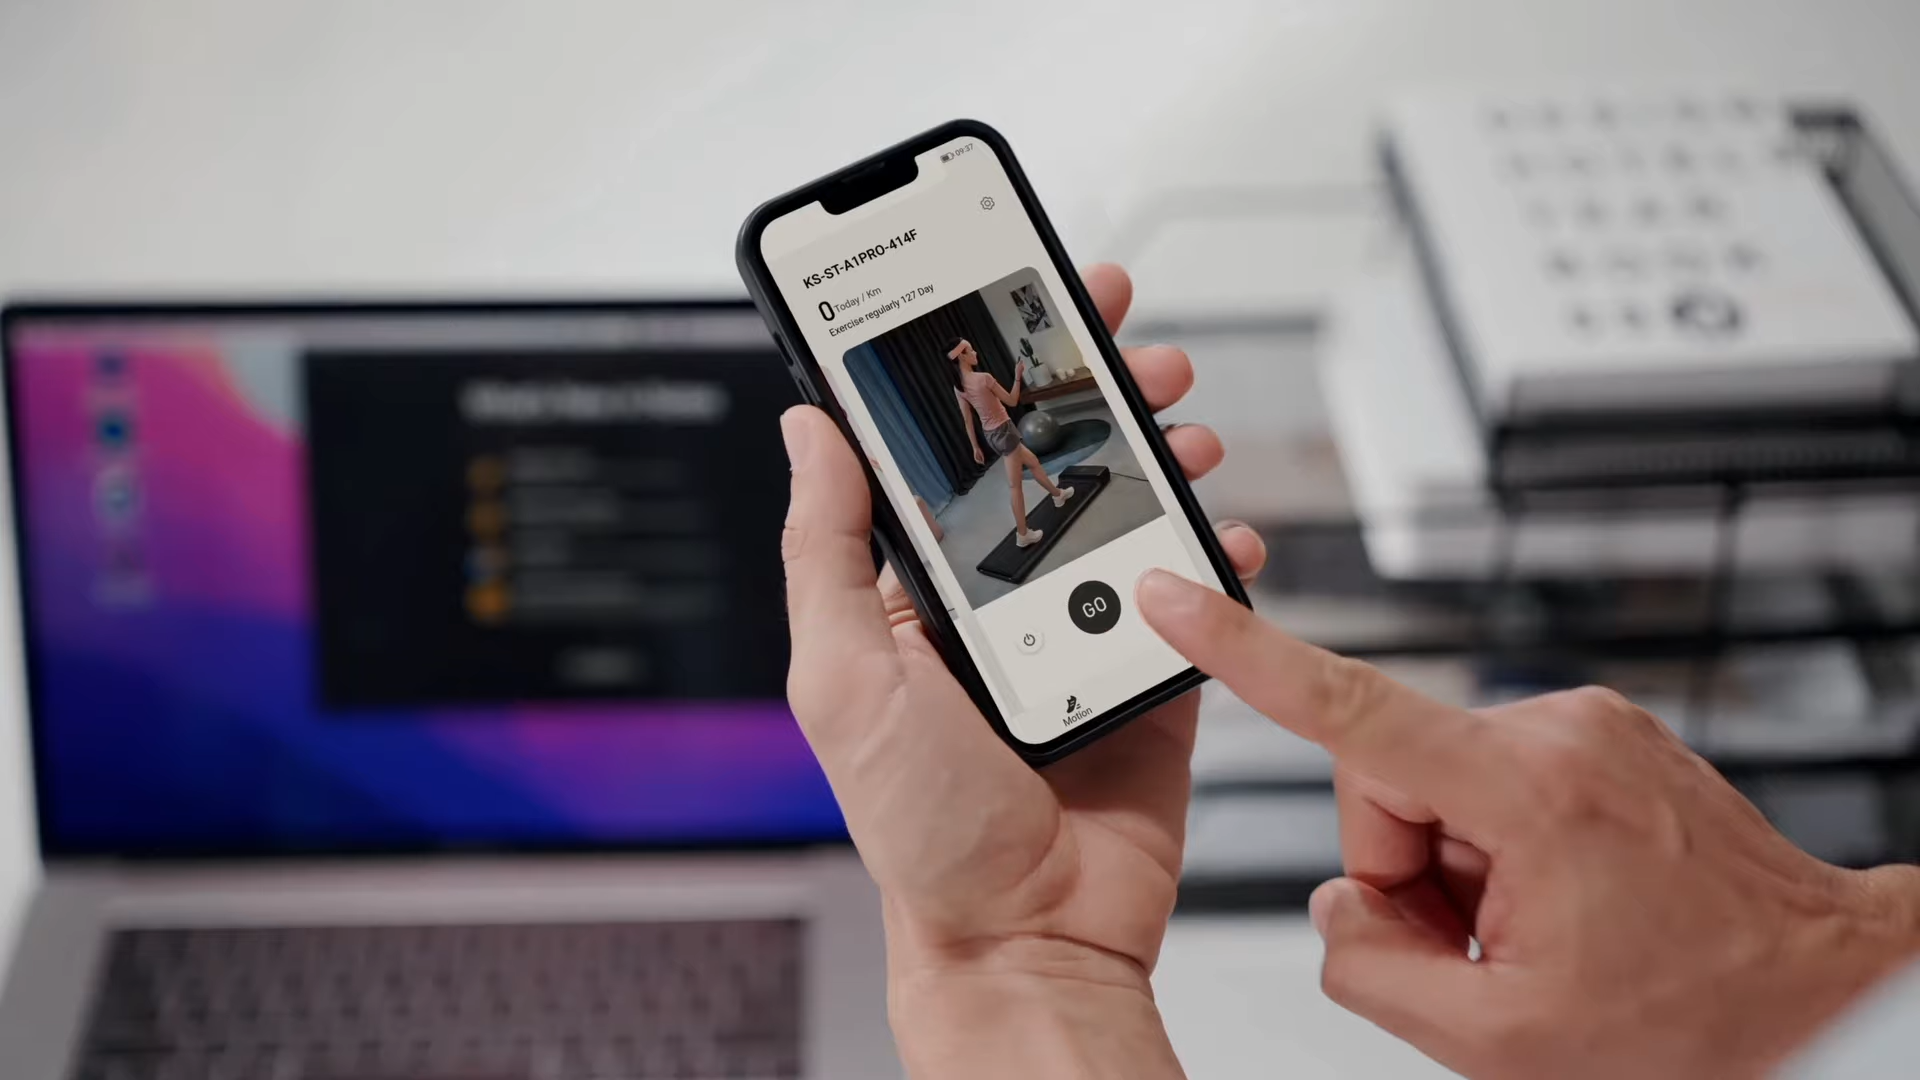 09:37
KS-ST-A1PRO-414F
0 Today / Km
Exercise regularly 127 Day
GO
Motion